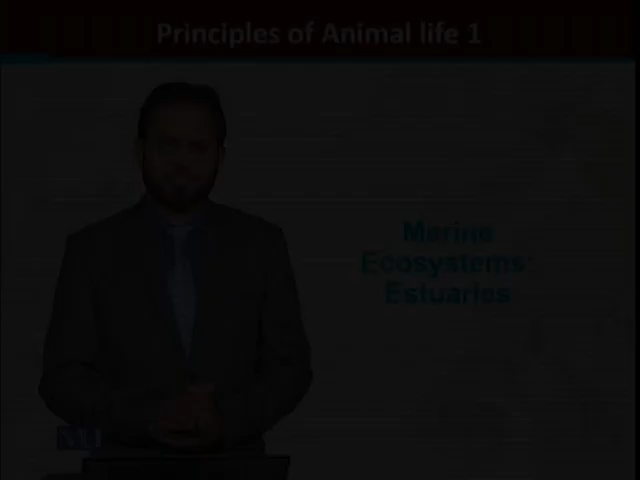 Principles of Animal life 1
Marine
Ecosystems
Estuaries